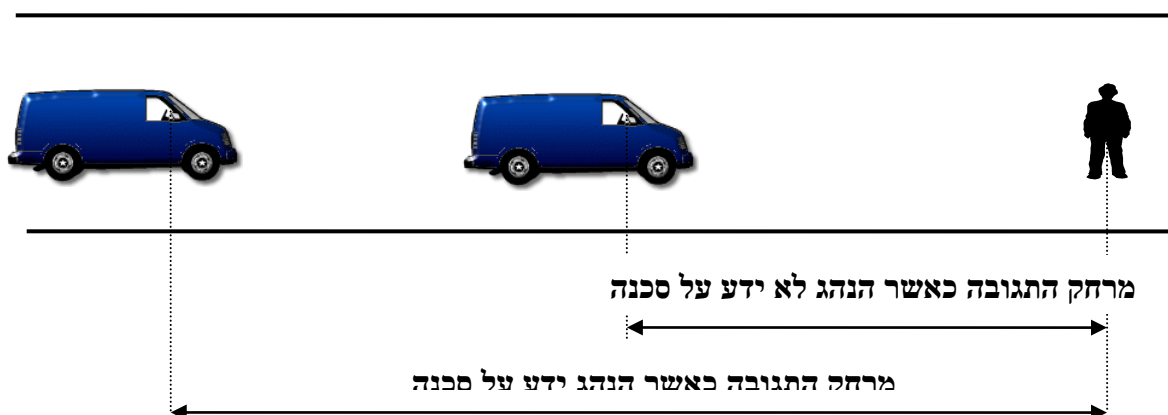 מרחק התגובה כאשר הנהג לא ידע על סכנה
מרחק התגובה כאשר הנהג ידע על סכנה